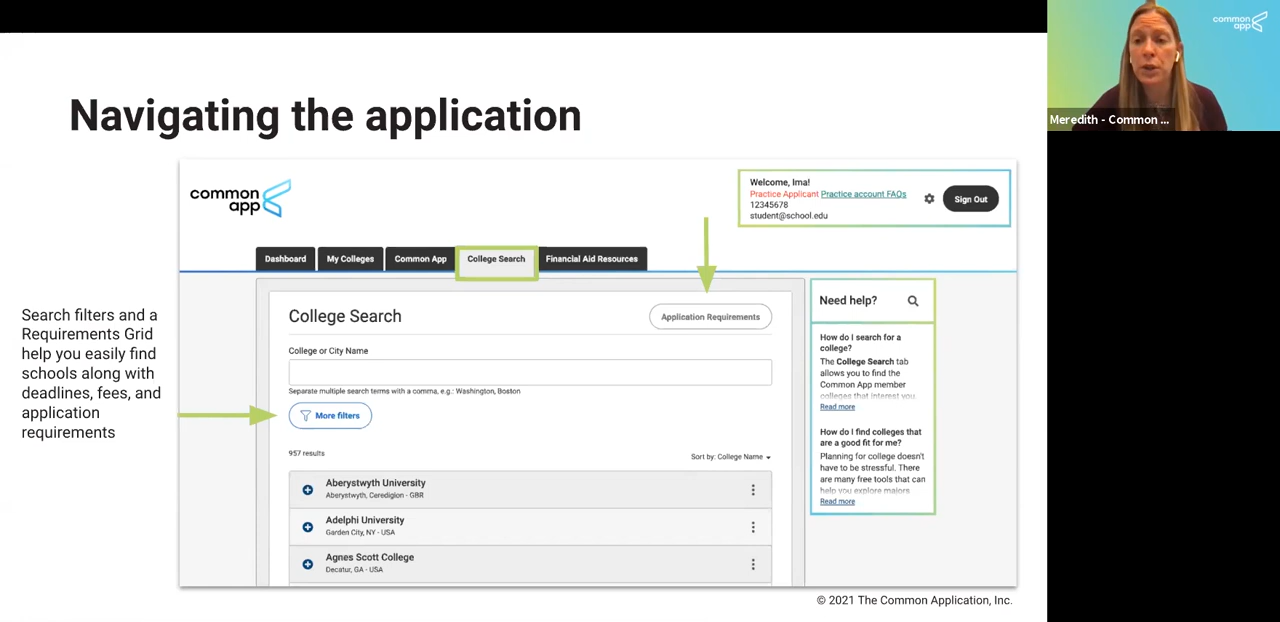 Navigating the application
common
app
Welcome, Ima!
Practice Applicant Practice account FAQs
12345678
student@school.edu
Sign Out
Dashboard
My Colleges
Common App
College Search
Financial Aid Resources
Search filters and a
Requirements Grid
help you easily find
schools along with
deadlines, fees, and
application
requirements
College Search
Application Requirements
College or City Name
Separate multiple search terms with a comma, e.g.: Washington, Boston
More filters
957 results
Sort by: College Name
Aberystwyth University
Aberystwyth, Ceredigion - GBR
Adelphi University
Garden City, NY - USA
Agnes Scott College
Decatur, GA - USA
Need help?
How do I search for a
college?
The College Search tab
allows you to find the
Common App member
colleges that interest you.
Read more
How do I find colleges that
are a good fit for me?
Planning for college doesn't
have to be stressful. There
are many free tools that can
help you explore majors
Read more
© 2021 The Common Application, Inc.
common
app
Meredith - Common ...